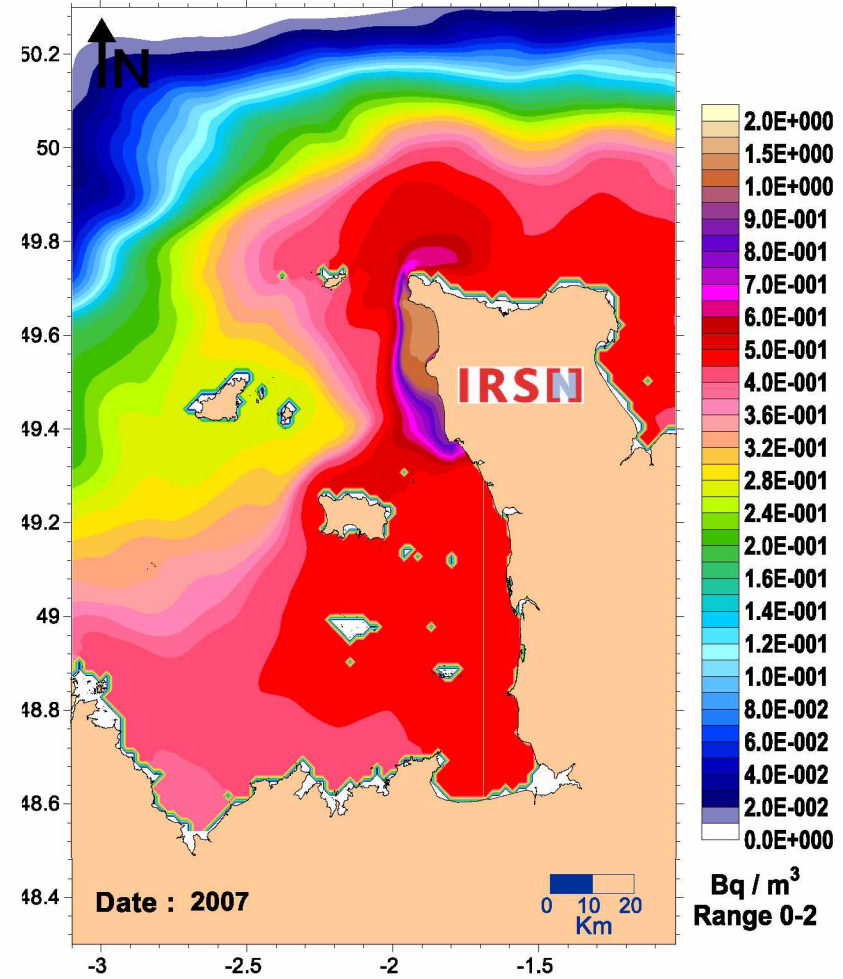 N
50.2
50
49.8
49.6
49.4
49.2
49
48.8
48.6
48.4
-3
-2.5
-2
-1.5
IRSN
Date : 2007
0 10 20
Km
2.0E+000
1.5E+000
1.0E+000
9.0E-001
8.0E-001
7.0E-001
6.0E-001
5.0E-001
4.0E-001
3.6E-001
3.2E-001
2.8E-001
2.4E-001
2.0E-001
1.6E-001
1.4E-001
1.2E-001
1.0E-001
8.0E-002
6.0E-002
4.0E-002
2.0E-002
0.0E+000
Bq / m³
Range 0-2